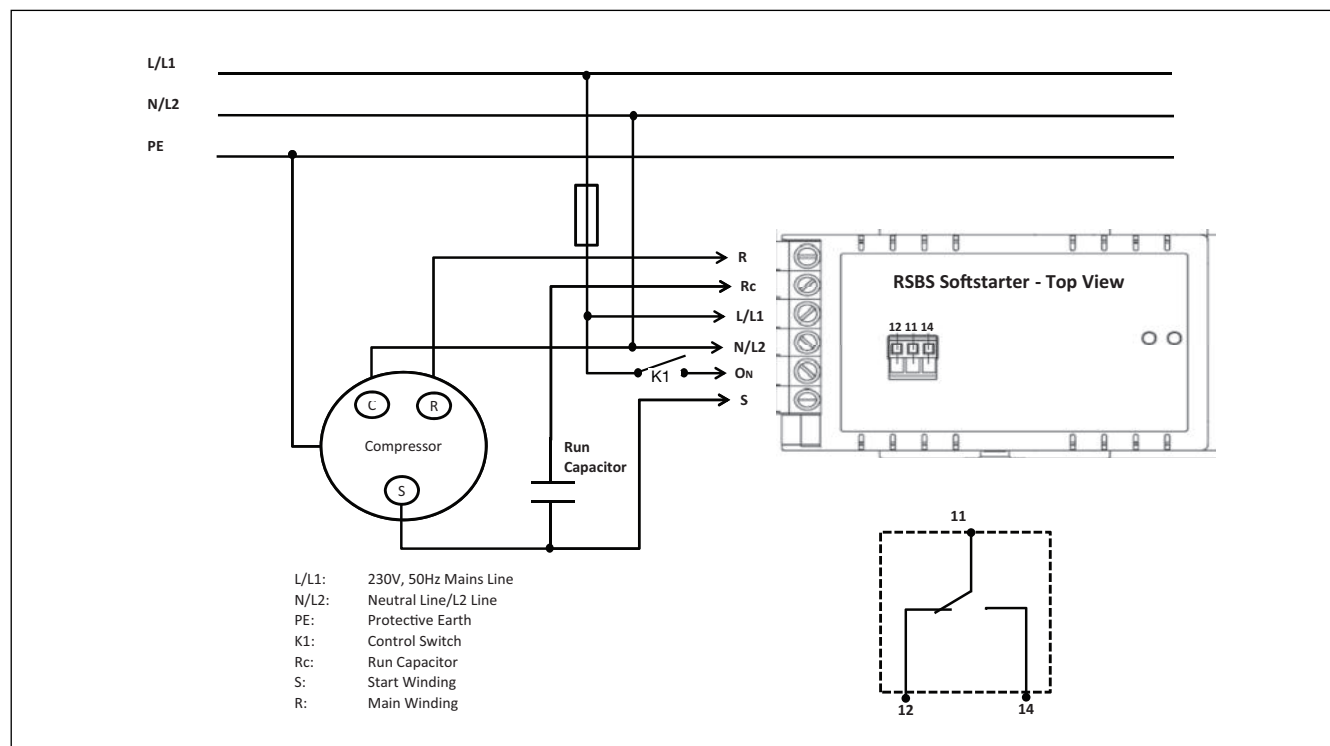 L/L1
N/L2
PE
R
Rc
L/L1
N/L2
K1
ON
S
RSBS Softstarter - Top View
12 11 14
C
R
Compressor
S
Run
Capacitor
11
12
14
L/L1: 230V, 50Hz Mains Line
N/L2: Neutral Line/L2 Line
PE: Protective Earth
K1: Control Switch
Rc: Run Capacitor
S: Start Winding
R: Main Winding